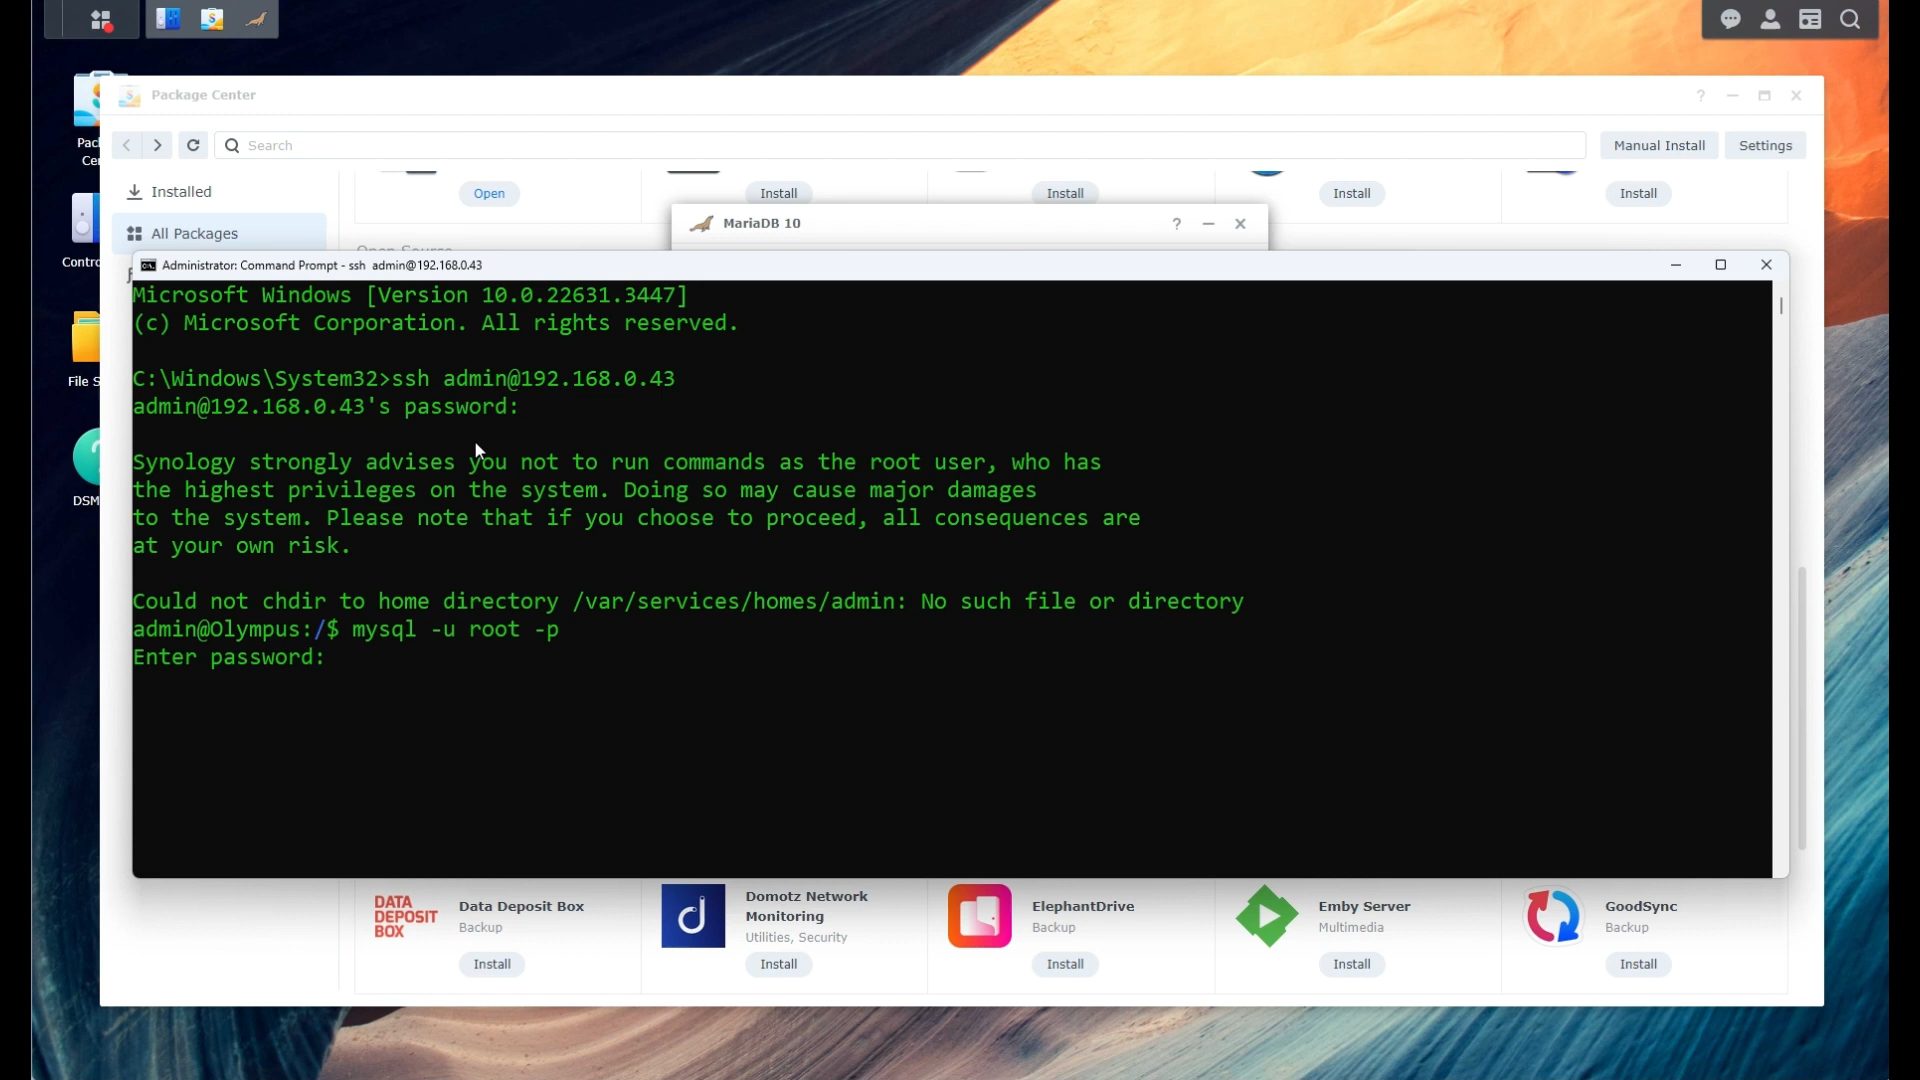 Package Center
Search
Manual Install
Settings
Installed
Open
Install
Install
Install
Install
All Packages
MariaDB 10
Administrator: Command Prompt - ssh  admin@192.168.0.43
Microsoft Windows [Version 10.0.22631.3447]
(c) Microsoft Corporation. All rights reserved.
C:\Windows\System32>ssh admin@192.168.0.43
admin@192.168.0.43's password:
Synology strongly advises you not to run commands as the root user, who has
the highest privileges on the system. Doing so may cause major damages
to the system. Please note that if you choose to proceed, all consequences are
at your own risk.
Could not chdir to home directory /var/services/homes/admin: No such file or directory
admin@Olympus:/$ mysql -u root -p
Enter password:
Pac
Ce
Contro
File S
DSM
DATA
DEPOSIT
BOX
Data Deposit Box
Backup
Install
Domotz Network
Monitoring
Utilities, Security
Install
ElephantDrive
Backup
Install
Emby Server
Multimedia
Install
GoodSync
Backup
Install